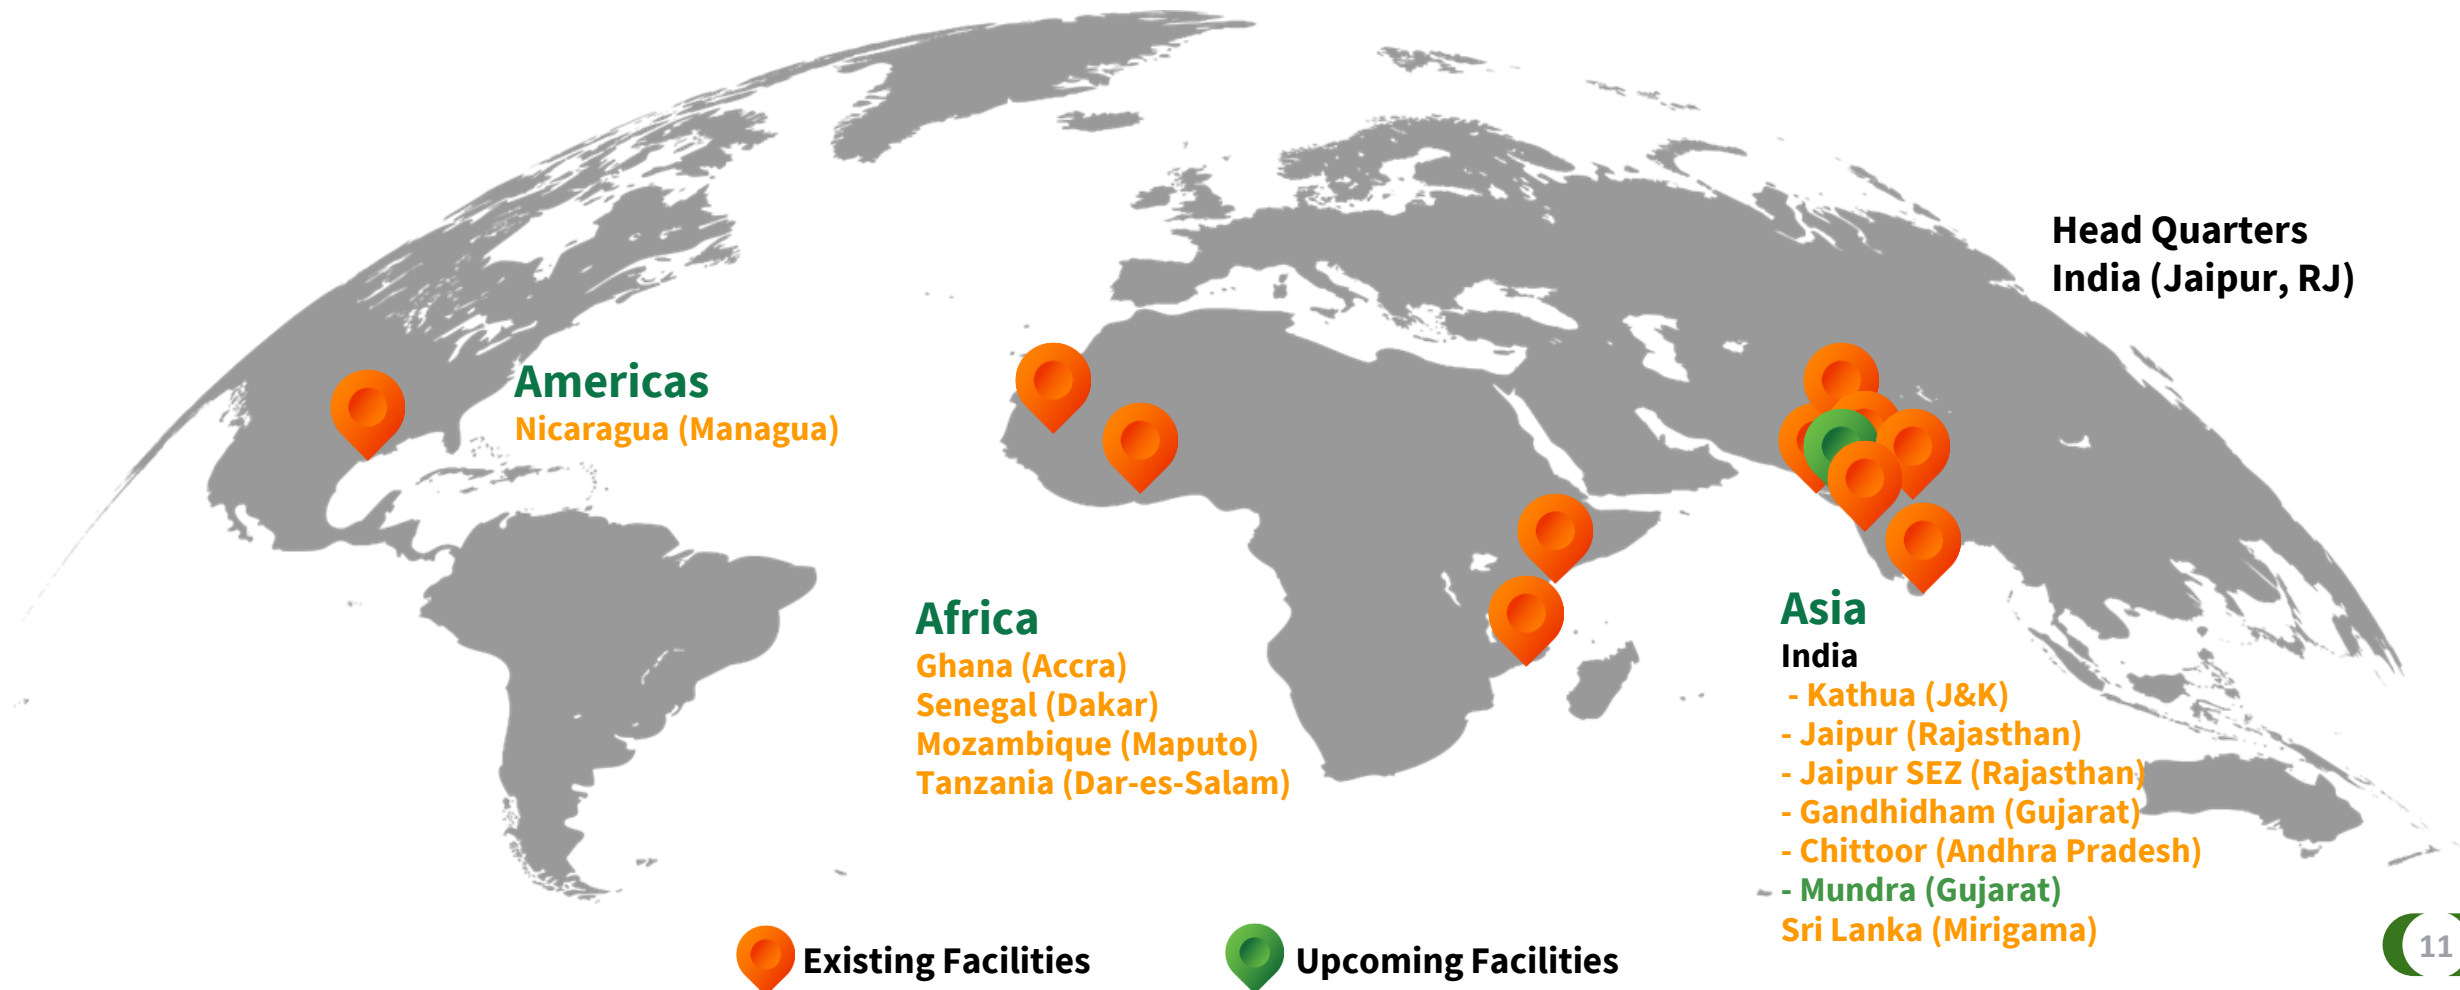 Head Quarters
India (Jaipur, RJ)
Americas
Nicaragua (Managua)
Africa
Ghana (Accra)
Senegal (Dakar)
Mozambique (Maputo)
Tanzania (Dar-es-Salam)
Asia
India
- Kathua (J&K)
- Jaipur (Rajasthan)
- Jaipur SEZ (Rajasthan)
- Gandhidham (Gujarat)
- Chittoor (Andhra Pradesh)
- Mundra (Gujarat)
Sri Lanka (Mirigama)
Existing Facilities
Upcoming Facilities
11